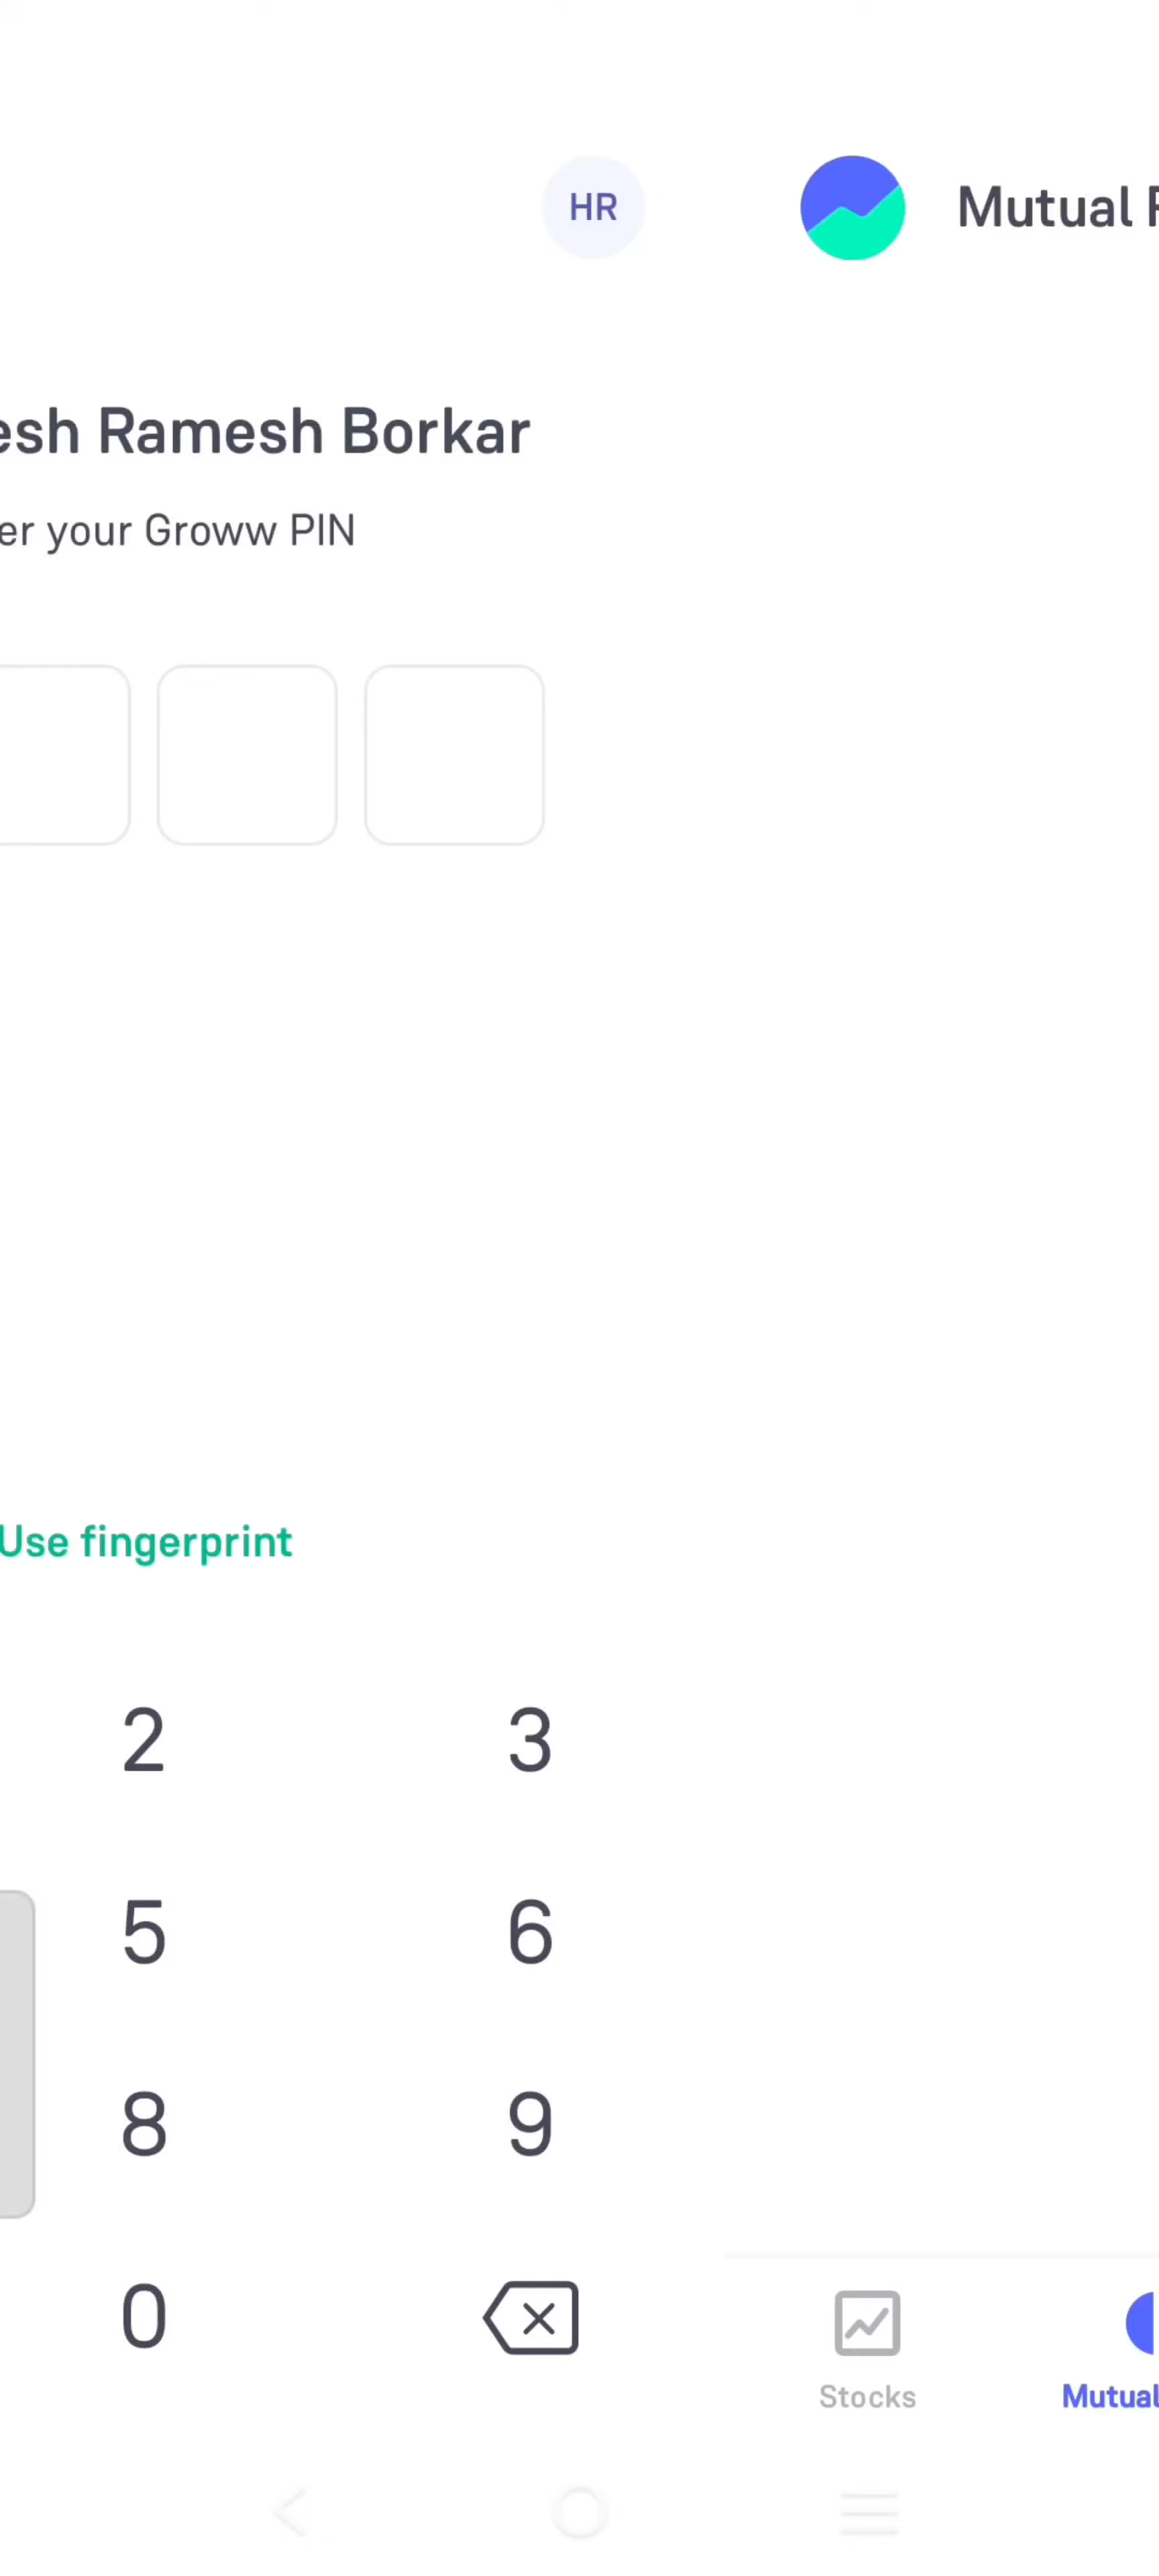 HR
Mutual
esh Ramesh Borkar
er your Groww PIN
Use fingerprint
2 3
5 6
8 9
0
Stocks
Mutual